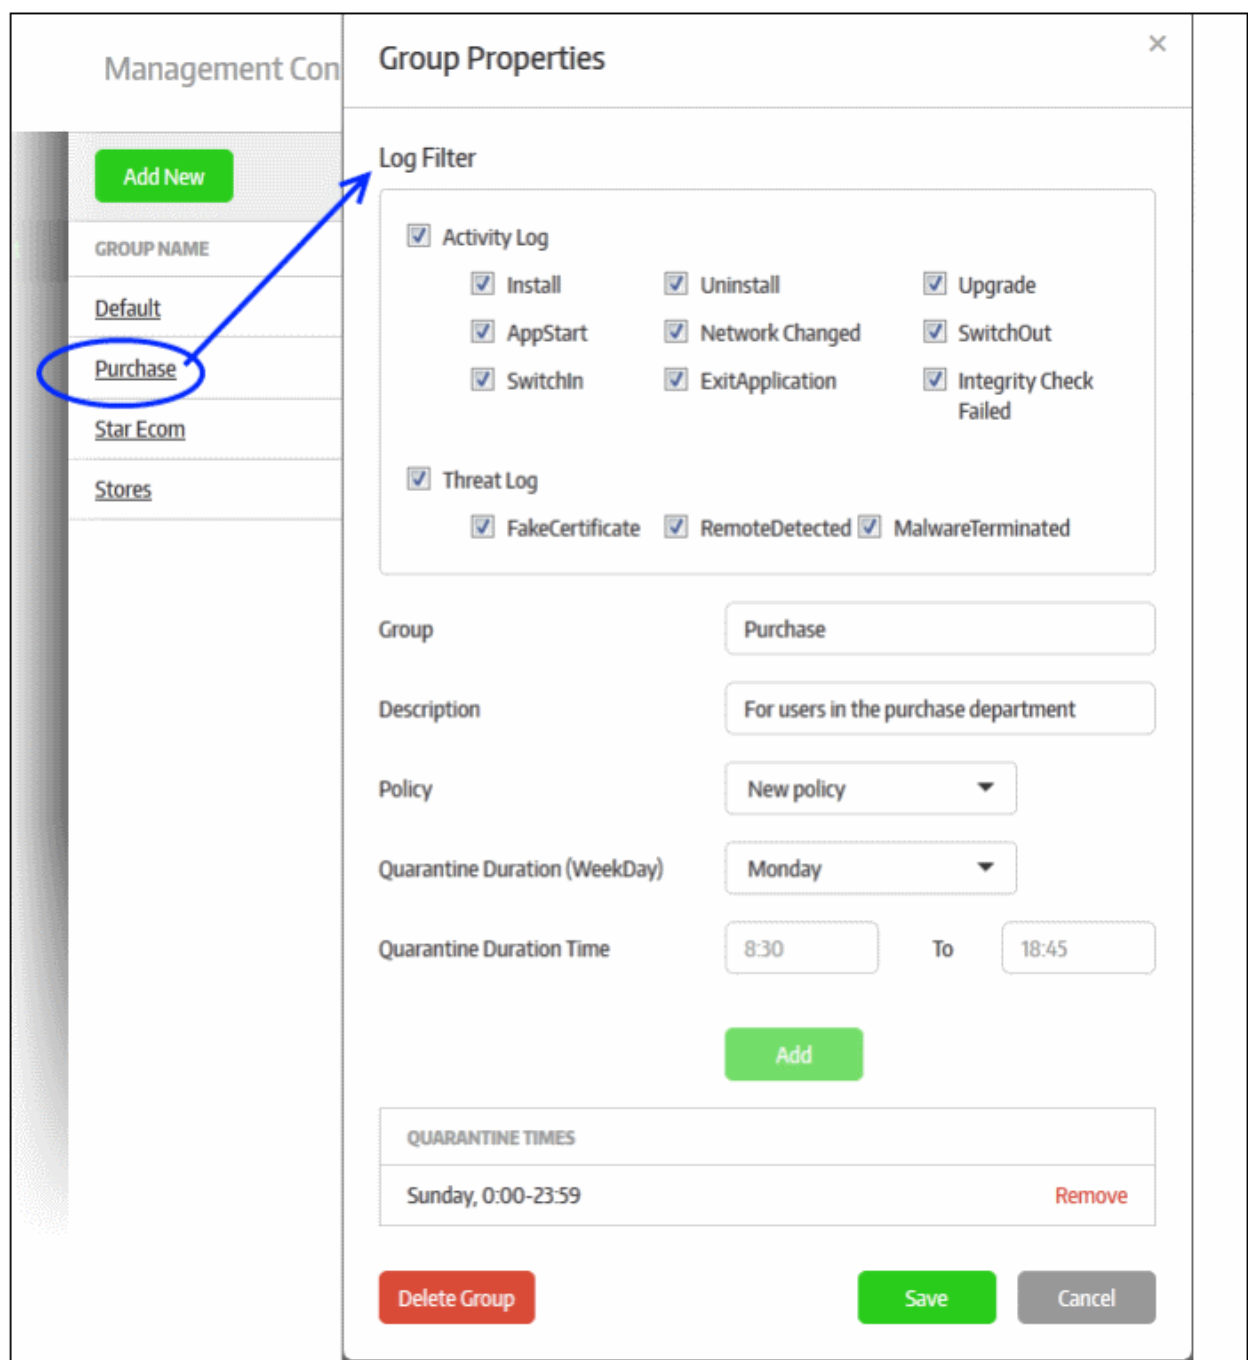 Management Con
Add New
GROUP NAME
Default
Purchase
Star Ecom
Stores
Group Properties
×
Log Filter
Activity Log
Install Uninstall Upgrade
AppStart Network Changed SwitchOut
SwitchIn ExitApplication Integrity Check
Failed
Threat Log
FakeCertificate RemoteDetected MalwareTerminated
Group Purchase
Description For users in the purchase department
Policy New policy
Quarantine Duration (WeekDay) Monday
Quarantine Duration Time 8:30 To 18:45
Add
QUARANTINE TIMES
Sunday, 0:00-23:59 Remove
Delete Group Save Cancel